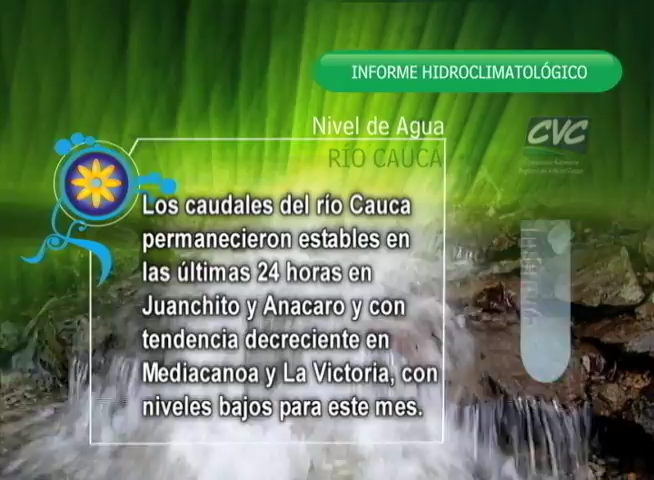 INFORME HIDROCLIMATOLÓGICO
Nivel de Agua
RÍO CAUCA
CVC
Los caudales del río Cauca
permanecieron estables en
las últimas 24 horas en
Juanchito y Anacaro y con
tendencia decreciente en
Mediacanoa y La Victoria, con
niveles bajos para este mes.